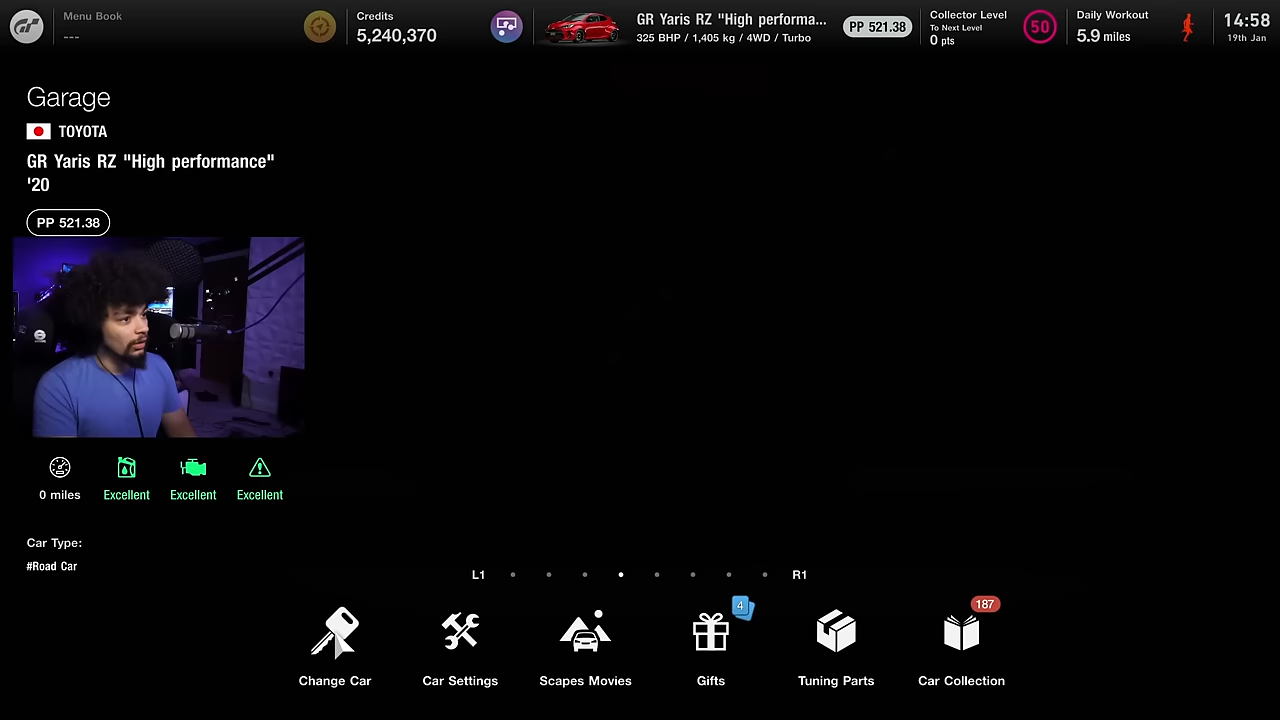 Menu Book
---
Credits
5,240,370
GR Yaris RZ "High performa...
325 BHP / 1,405 kg / 4WD / Turbo
PP 521.38
Collector Level
To Next Level
0 pts
50
Daily Workout
5.9 miles
14:58
19th Jan
Garage
TOYOTA
GR Yaris RZ "High performance"
'20
PP 521.38
0 miles
Excellent
Excellent
Excellent
Car Type:
#Road Car
L1
R1
4
187
Change Car
Car Settings
Scapes Movies
Gifts
Tuning Parts
Car Collection